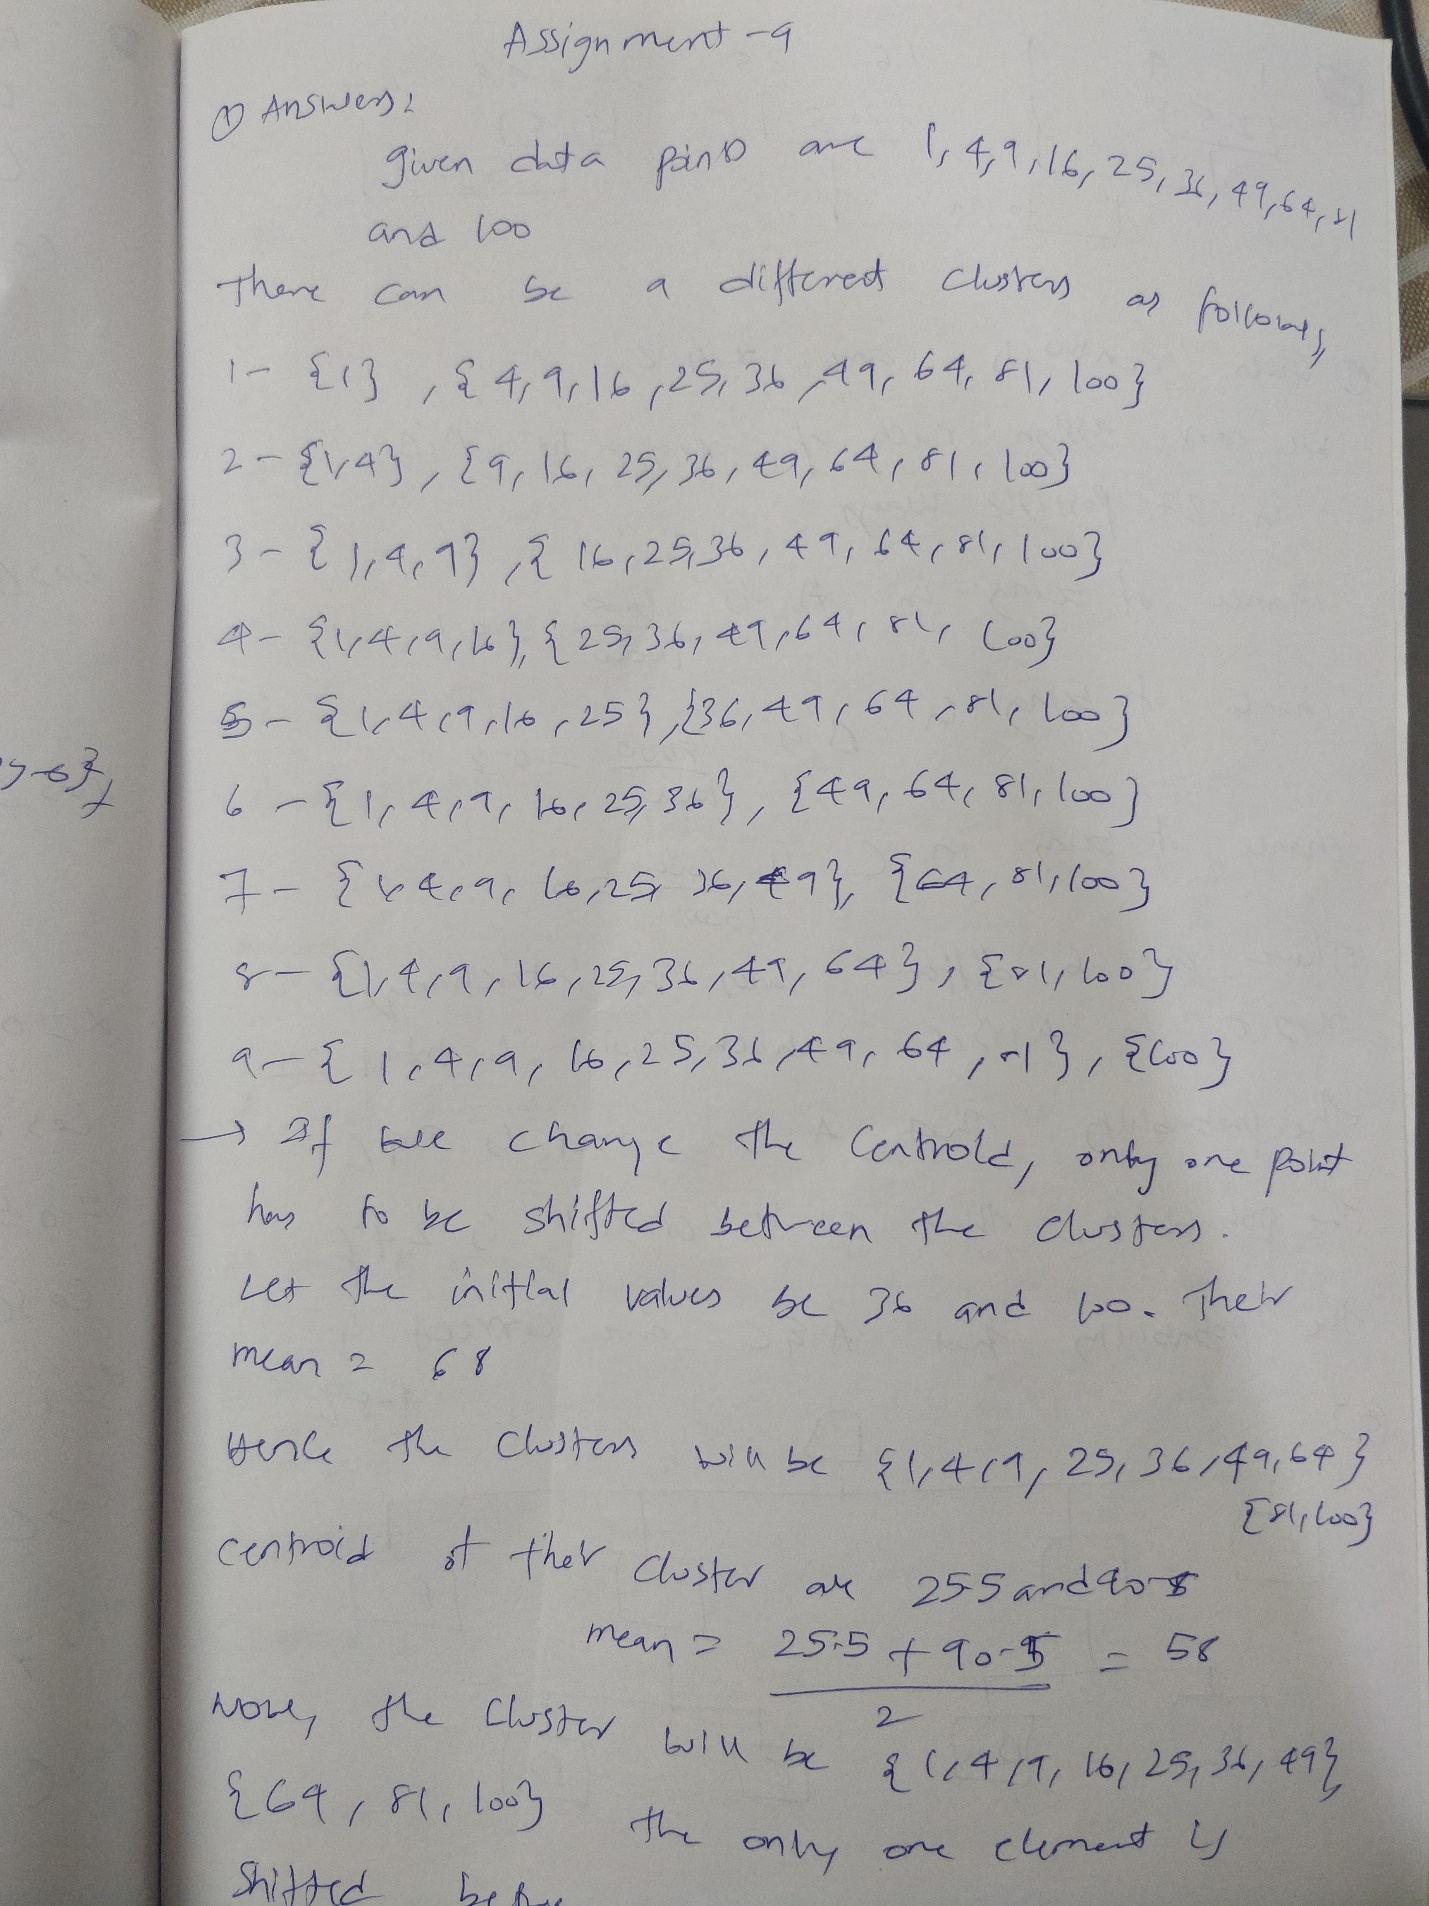 Assignment - 9
① Answers:
given data points are 1, 4, 9, 16, 25, 36, 49, 64, 81
and 100
There can be a different clusters as follows,
1- {1}, {4, 9, 16, 25, 36, 49, 64, 81, 100}
2- {1, 4}, {9, 16, 25, 36, 49, 64, 81, 100}
3- {1, 4, 9}, {16, 25, 36, 49, 64, 81, 100}
4- {1, 4, 9, 16}, {25, 36, 49, 64, 81, 100}
5- {1, 4, 9, 16, 25}, {36, 49, 64, 81, 100}
6- {1, 4, 9, 16, 25, 36}, {49, 64, 81, 100}
7- {1, 4, 9, 16, 25 36, 49}, {64, 81, 100}
8- {1, 4, 9, 16, 25, 36, 49, 64}, {81, 100}
9- {1, 4, 9, 16, 25, 36, 49, 64, 81}, {100}
→ If we change the Centroid, only one point
has to be shifted between the clusters.
Let the initial values be 36 and 100. Their
mean = 68
Hence the clusters will be {1, 4, 9, 25, 36, 49, 64}
{81, 100}
centroid of their cluster are 25.5 and 90.5
mean = 25.5 + 90.5 / 2 = 58
Now, the cluster will be {1, 4, 9, 16, 25, 36, 49},
{64, 81, 100} the only one element is
Shifted